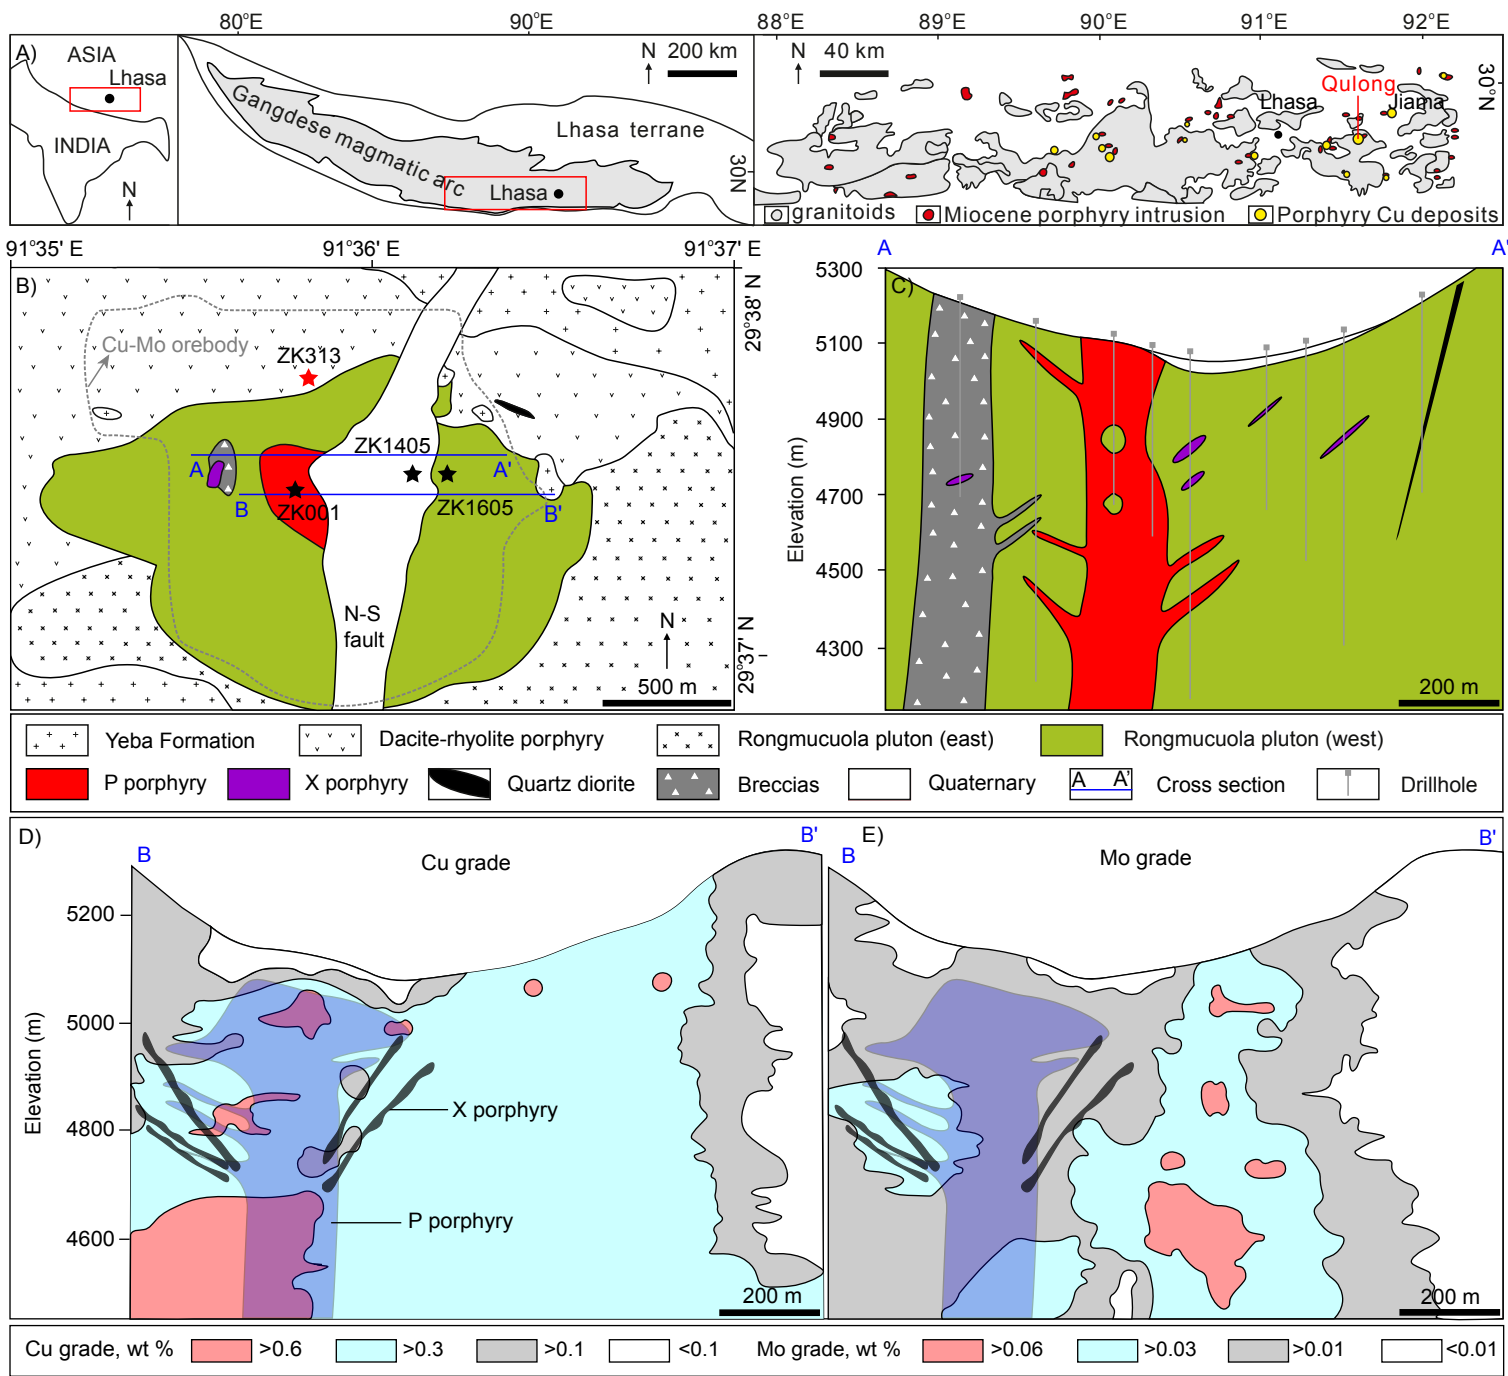 80°E 90°E 88°E 89°E 90°E 91°E 92°E
A)
ASIA
Lhasa
INDIA
N
N 200 km
Gangdese magmatic arc
Lhasa terrane
Lhasa
30°N
N 40 km
Qulong
Lhasa
Jiama
30°N
granitoids Miocene porphyry intrusion Porphyry Cu deposits
91°35' E 91°36' E 91°37' E
B)
Cu-Mo orebody
ZK313
ZK1405
A A'
ZK001 ZK1605
B B'
N-S
fault
N
500 m
29°38' N
29°37' N
A A'
C)
5300
5100
4900
4700
4500
4300
Elevation (m)
200 m
Yeba Formation Dacite-rhyolite porphyry Rongmucuola pluton (east) Rongmucuola pluton (west)
P porphyry X porphyry Quartz diorite Breccias Quaternary A A' Cross section Drillhole
D)
B B'
Cu grade
5200
5000
4800
4600
Elevation (m)
X porphyry
P porphyry
200 m
E)
B B'
Mo grade
200 m
Cu grade, wt % >0.6 >0.3 >0.1 <0.1 Mo grade, wt % >0.06 >0.03 >0.01 <0.01